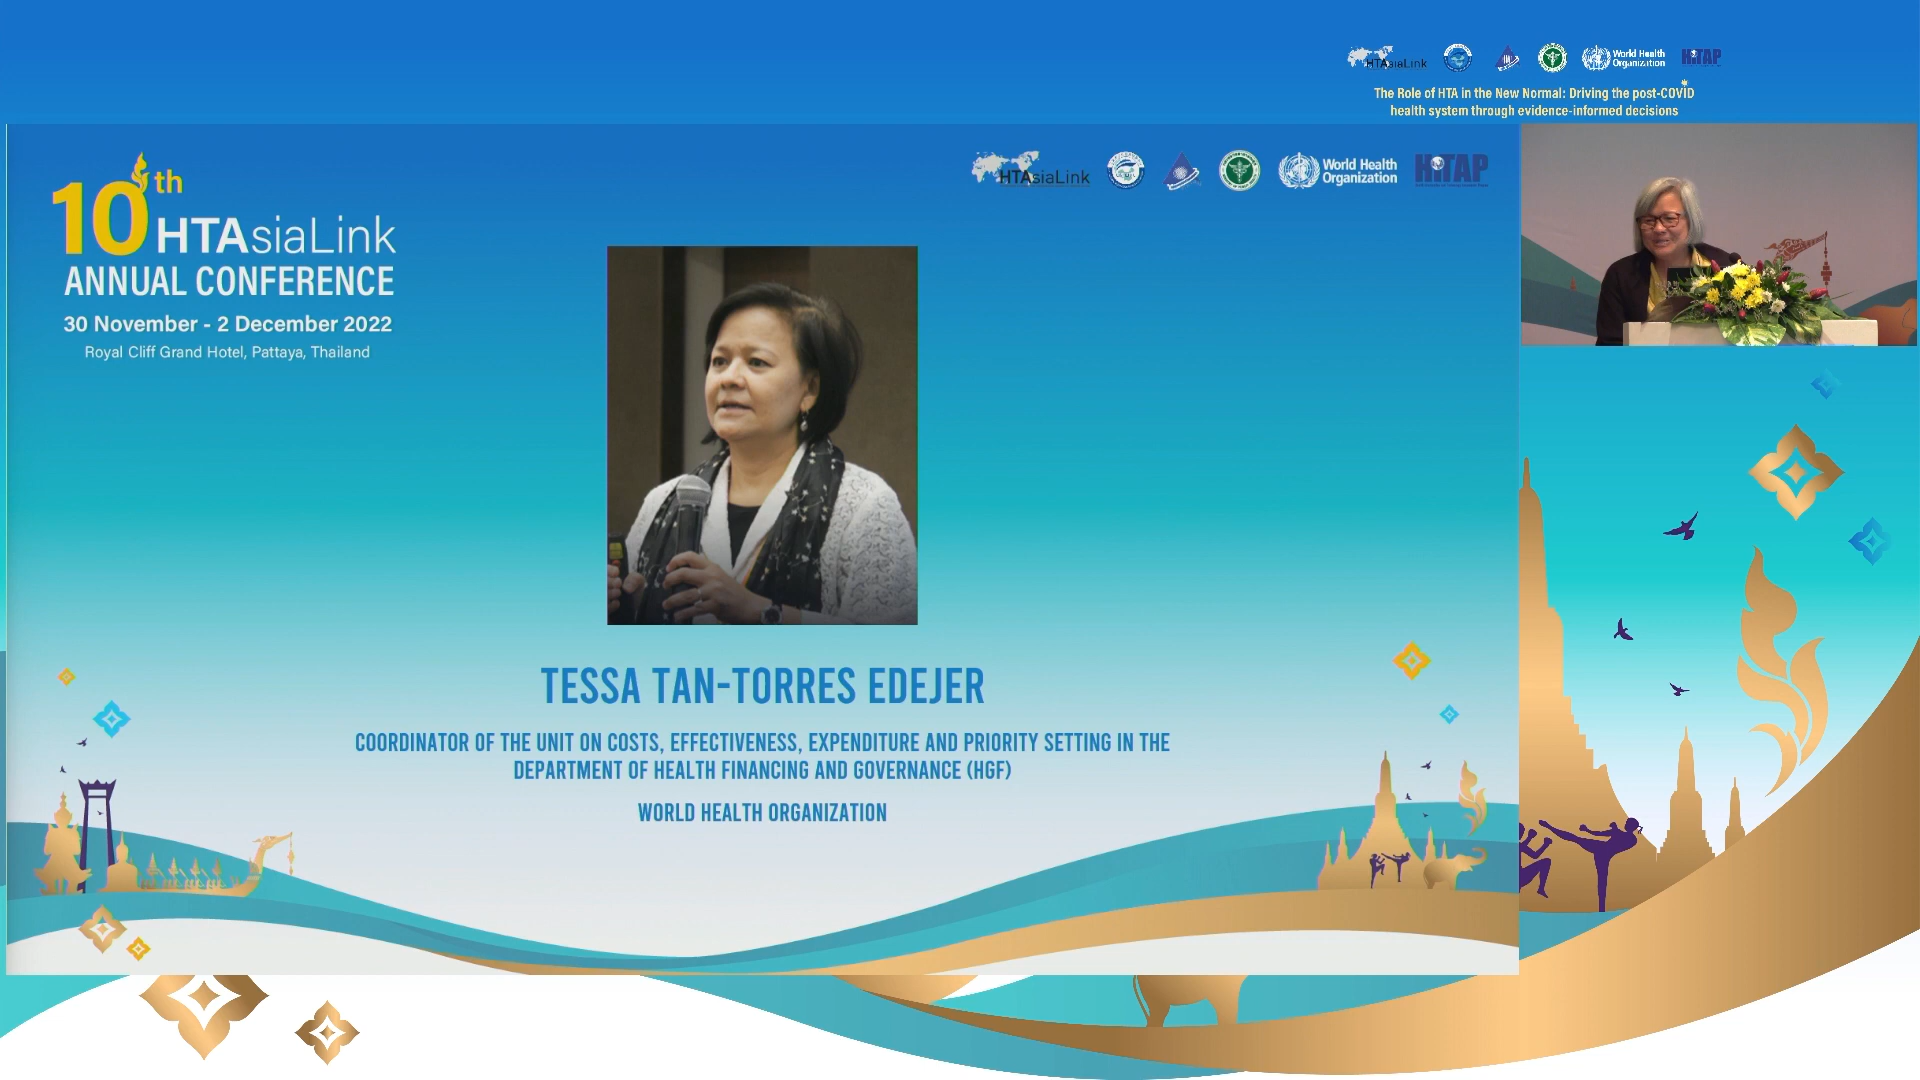 HTAsiaLink
World Health
Organization
HiTAP
The Role of HTA in the New Normal: Driving the post-COVID
health system through evidence-informed decisions
10th
HTAsiaLink
ANNUAL CONFERENCE
30 November - 2 December 2022
Royal Cliff Grand Hotel, Pattaya, Thailand
HTAsiaLink
World Health
Organization
HiTAP
TESSA TAN-TORRES EDEJER
COORDINATOR OF THE UNIT ON COSTS, EFFECTIVENESS, EXPENDITURE AND PRIORITY SETTING IN THE
DEPARTMENT OF HEALTH FINANCING AND GOVERNANCE (HGF)
WORLD HEALTH ORGANIZATION